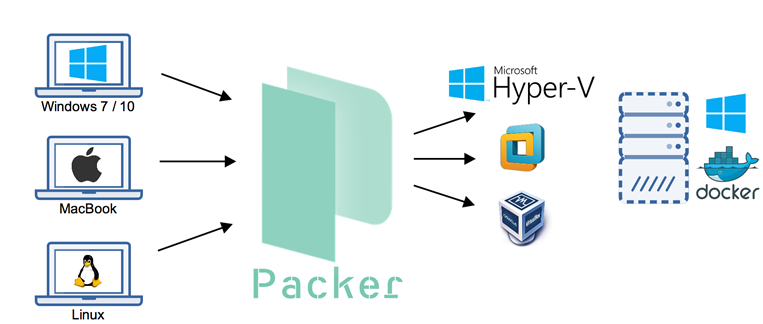 Windows 7 / 10
MacBook
Linux
Packer
Microsoft
Hyper-V
docker